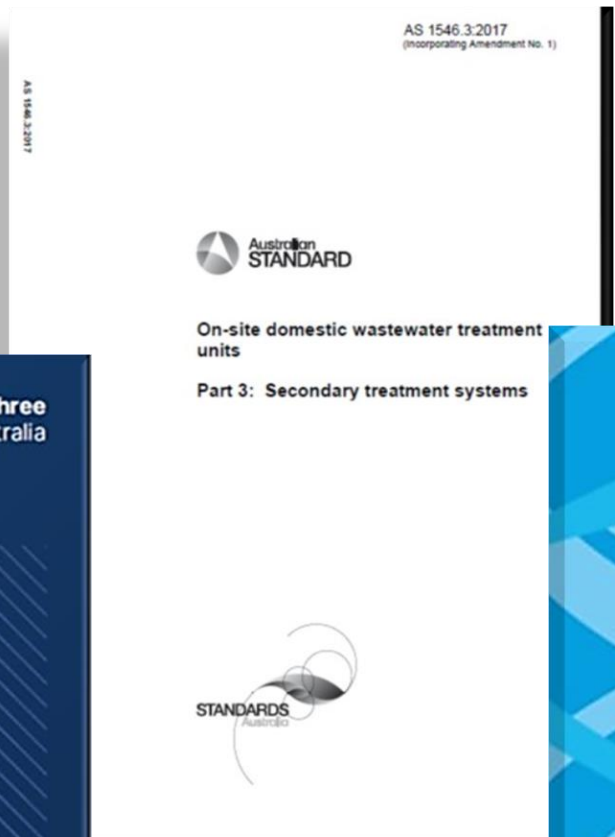 AS 1546.3:2017
(Incorporating Amendment No. 1)
AS 1546.3:2017
Australian
STANDARD
On-site domestic wastewater treatment
units
Part 3: Secondary treatment systems
hree
tralia
STANDARDS
Australia